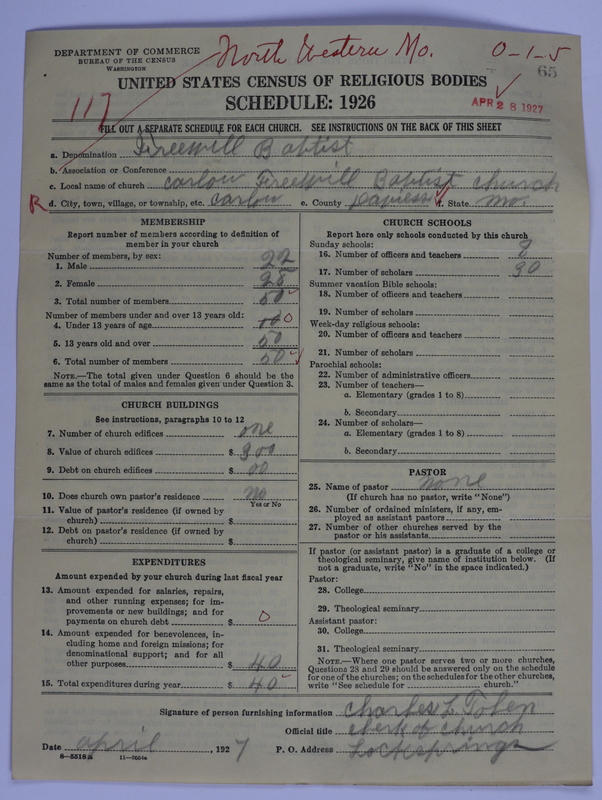 DEPARTMENT OF COMMERCE
BUREAU OF THE CENSUS
WASHINGTON
North Western Mo.
0-1-5
65
UNITED STATES CENSUS OF RELIGIOUS BODIES
SCHEDULE: 1926
APR 28 1927
117
FILL OUT A SEPARATE SCHEDULE FOR EACH CHURCH. SEE INSTRUCTIONS ON THE BACK OF THIS SHEET
a. Denomination Freewill Baptist
b. Association or Conference
c. Local name of church Carlow Freewill Baptist Church
R d. City, town, village, or township, etc. Carlow e. County Daviess f. State Mo.
MEMBERSHIP
Report number of members according to definition of
member in your church
Number of members, by sex:
1. Male 22
2. Female 28
3. Total number of members 50
Number of members under and over 13 years old:
4. Under 13 years of age 00 0
5. 13 years old and over 50
6. Total number of members 50
NOTE.—The total given under Question 6 should be
same as the total of males and females given under Question 3.
CHURCH BUILDINGS
See instructions, paragraphs 10 to 12
7. Number of church edifices one
8. Value of church edifices $ 900
9. Debt on church edifices $ 00
10. Does church own pastor's residence no
Yes or No
11. Value of pastor's residence (if owned by
church) $
12. Debt on pastor's residence (if owned by
church) $
EXPENDITURES
Amount expended by your church during last fiscal year
13. Amount expended for salaries, repairs,
and other running expenses; for im-
provements or new buildings; and for
payments on church debt $ 0
14. Amount expended for benevolences, in-
cluding home and foreign missions; for
denominational support; and for all
other purposes $ 40
15. Total expenditures during year $ 40
CHURCH SCHOOLS
Report here only schools conducted by this church
Sunday schools:
16. Number of officers and teachers 8
17. Number of scholars 30
Summer vacation Bible schools:
18. Number of officers and teachers
19. Number of scholars
Week-day religious schools:
20. Number of officers and teachers
21. Number of scholars
Parochial schools:
22. Number of administrative officers
23. Number of teachers—
a. Elementary (grades 1 to 8)
b. Secondary
24. Number of scholars—
a. Elementary (grades 1 to 8)
b. Secondary
PASTOR
25. Name of pastor none
(If church has no pastor, write "None")
26. Number of ordained ministers, if any, em-
ployed as assistant pastors
27. Number of other churches served by the
pastor or his assistants
If pastor (or assistant pastor) is a graduate of a college or
theological seminary, give name of institution below. (If
not a graduate, write "No" in the space indicated.)
Pastor:
28. College
29. Theological seminary
Assistant pastor:
30. College
31. Theological seminary
NOTE.—Where one pastor serves two or more churches,
Questions 28 and 29 should be answered only on the schedule
for one of the churches; on the schedules for the other churches,
write "See schedule for church."
Signature of person furnishing information Charles L. Tolen
Official title Clerk of Church
Date april, 1927 P. O. Address Locksprings
8—5518a 11—2554a